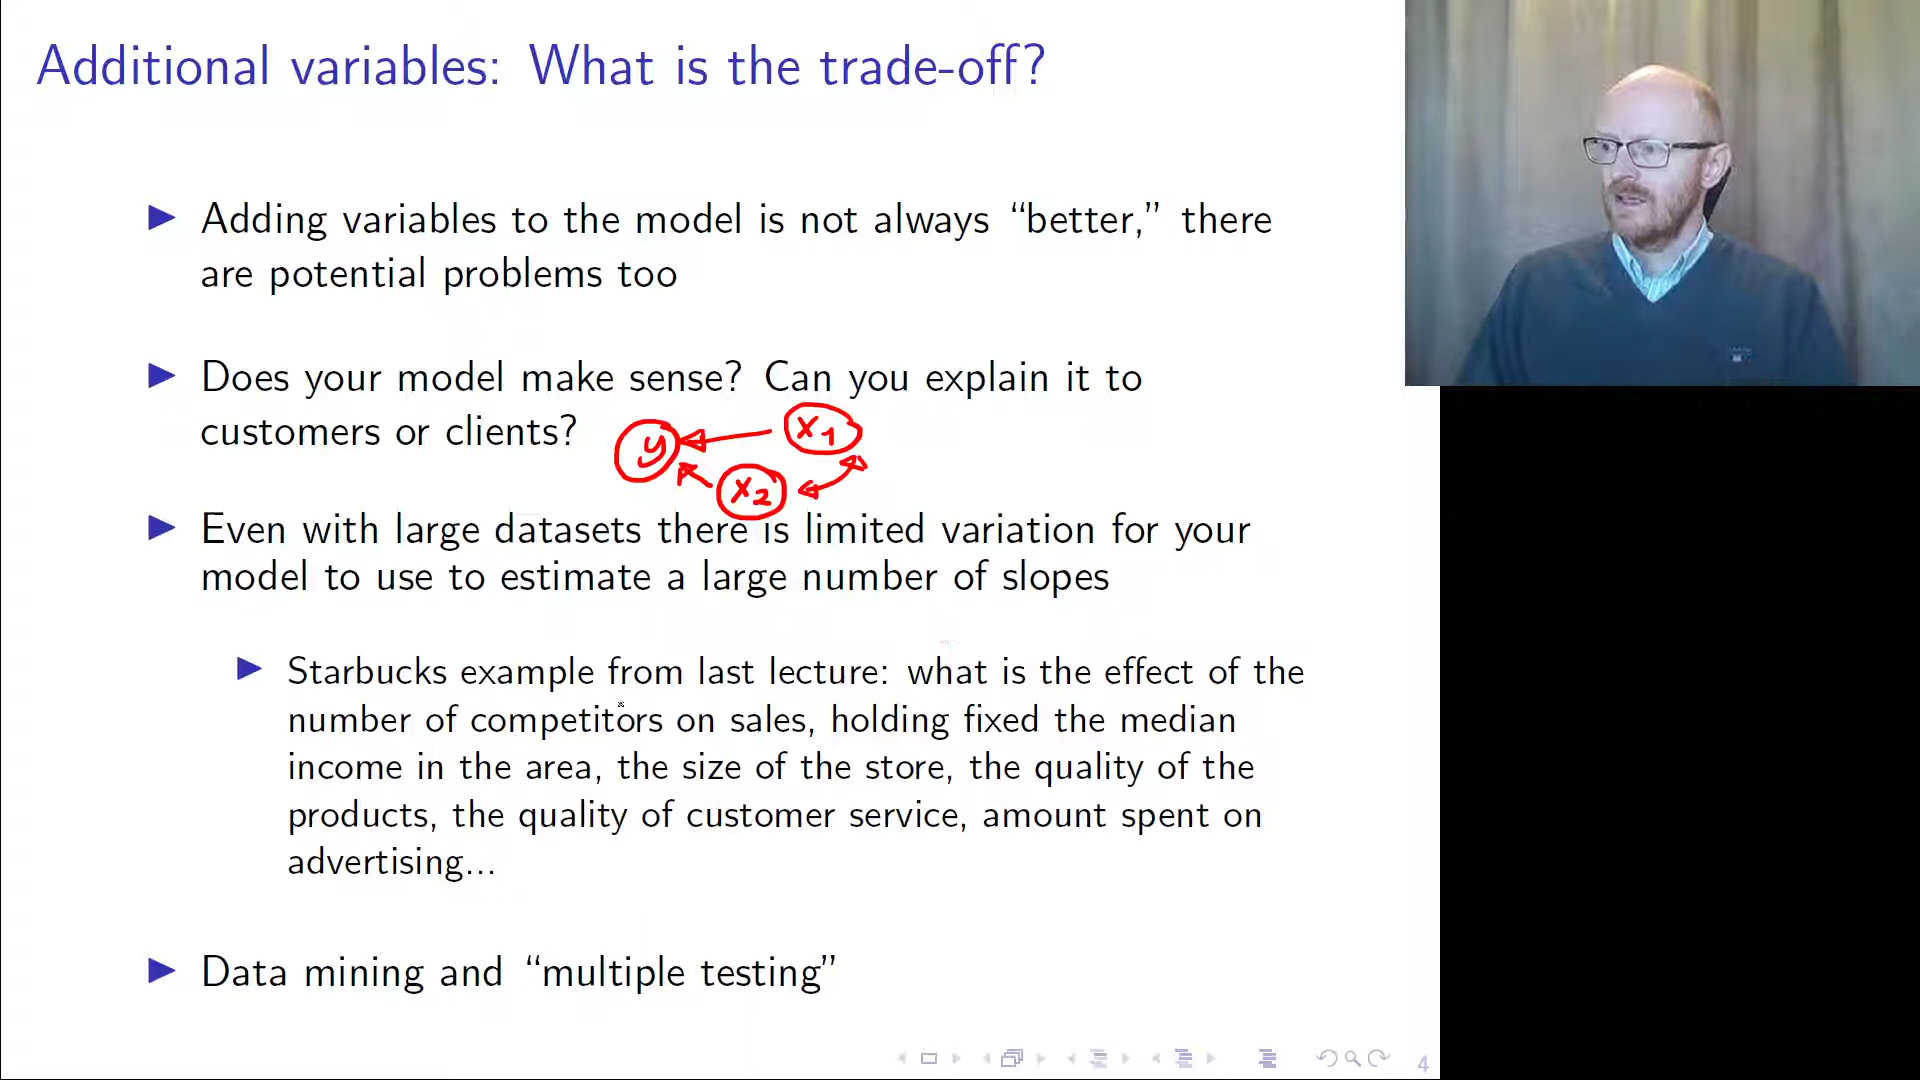 Additional variables: What is the trade-off?
▶ Adding variables to the model is not always “better,” there
are potential problems too
▶ Does your model make sense? Can you explain it to
customers or clients?
y x1
x2
▶ Even with large datasets there is limited variation for your
model to use to estimate a large number of slopes
▶ Starbucks example from last lecture: what is the effect of the
number of competitors on sales, holding fixed the median
income in the area, the size of the store, the quality of the
products, the quality of customer service, amount spent on
advertising...
▶ Data mining and “multiple testing”
4